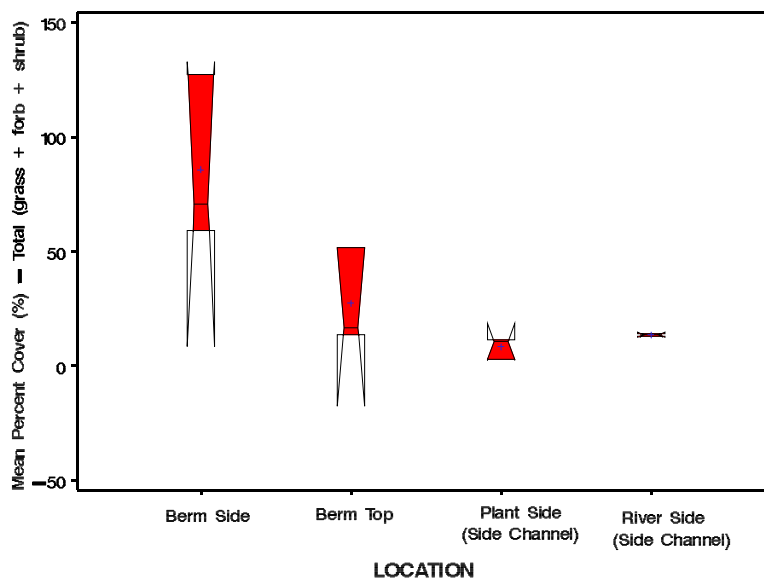 Mean Percent Cover (%) — Total (grass + forb + shrub)
150
100
50
0
−50
Berm Side
Berm Top
Plant Side
(Side Channel)
River Side
(Side Channel)
LOCATION